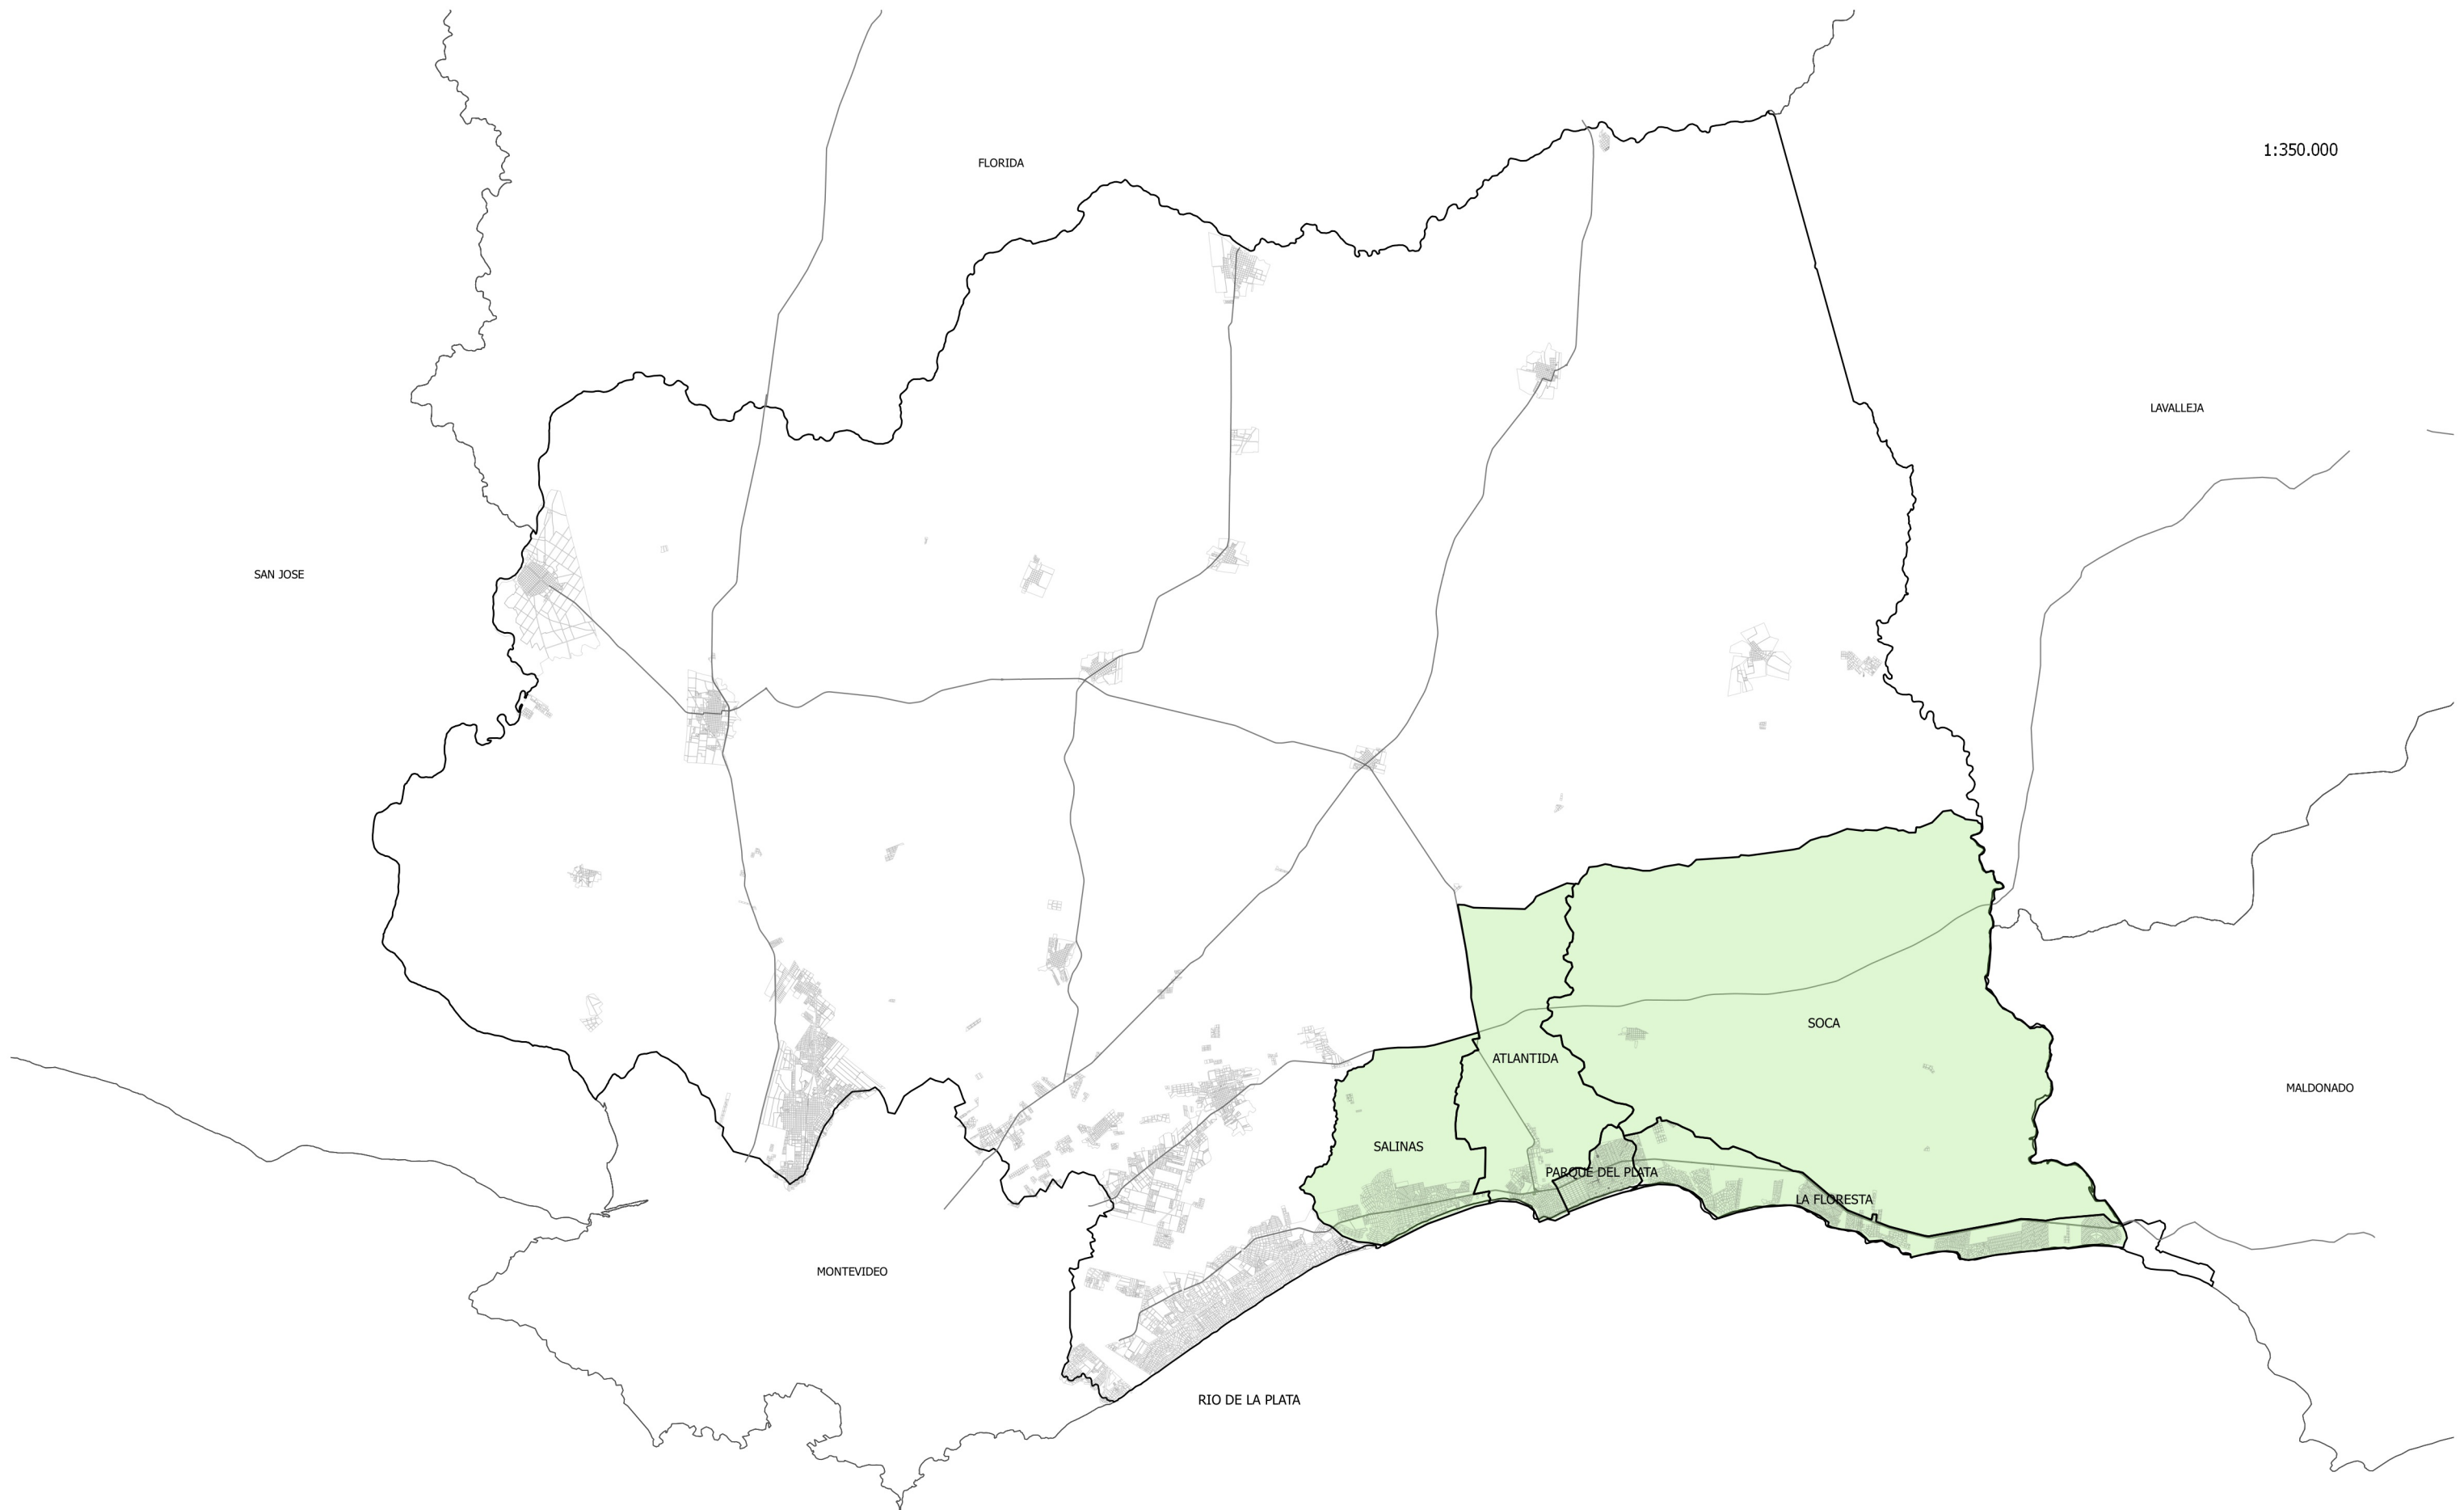 1:350.000
FLORIDA
LAVALLEJA
SAN JOSE
SOCA
ATLANTIDA
MALDONADO
SALINAS
PARQUE DEL PLATA
LA FLORESTA
MONTEVIDEO
RIO DE LA PLATA